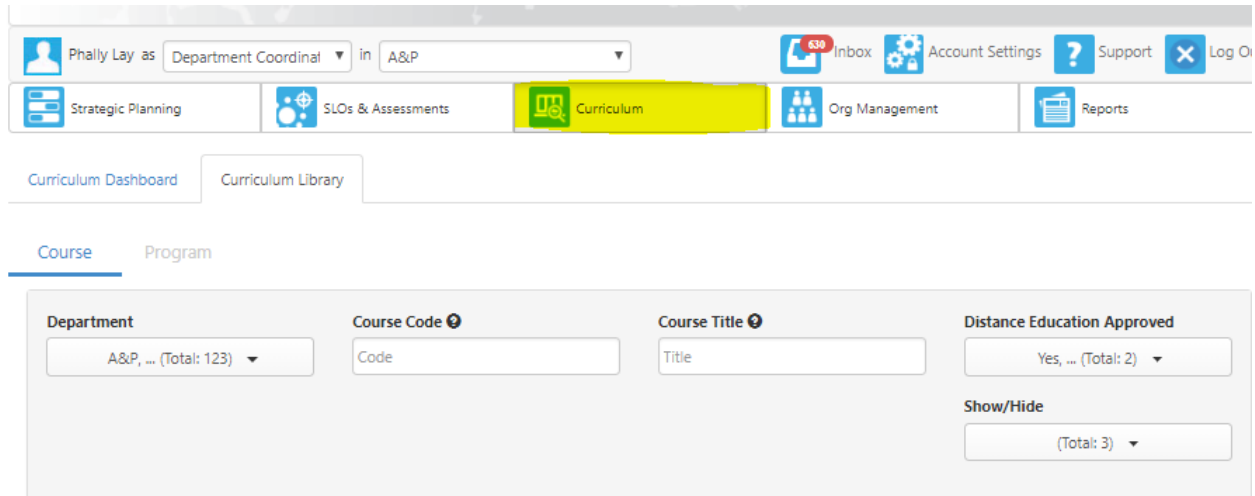 Phally Lay as Department Coordinat in A&P 630 Inbox Account Settings ? Support Log
Strategic Planning SLOs & Assessments Curriculum Org Management Reports
Curriculum Dashboard Curriculum Library
Course Program
Department Course Code Course Title Distance Education Approved
A&P, ... (Total: 123) Code Title Yes, ... (Total: 2)
Show/Hide
(Total: 3)